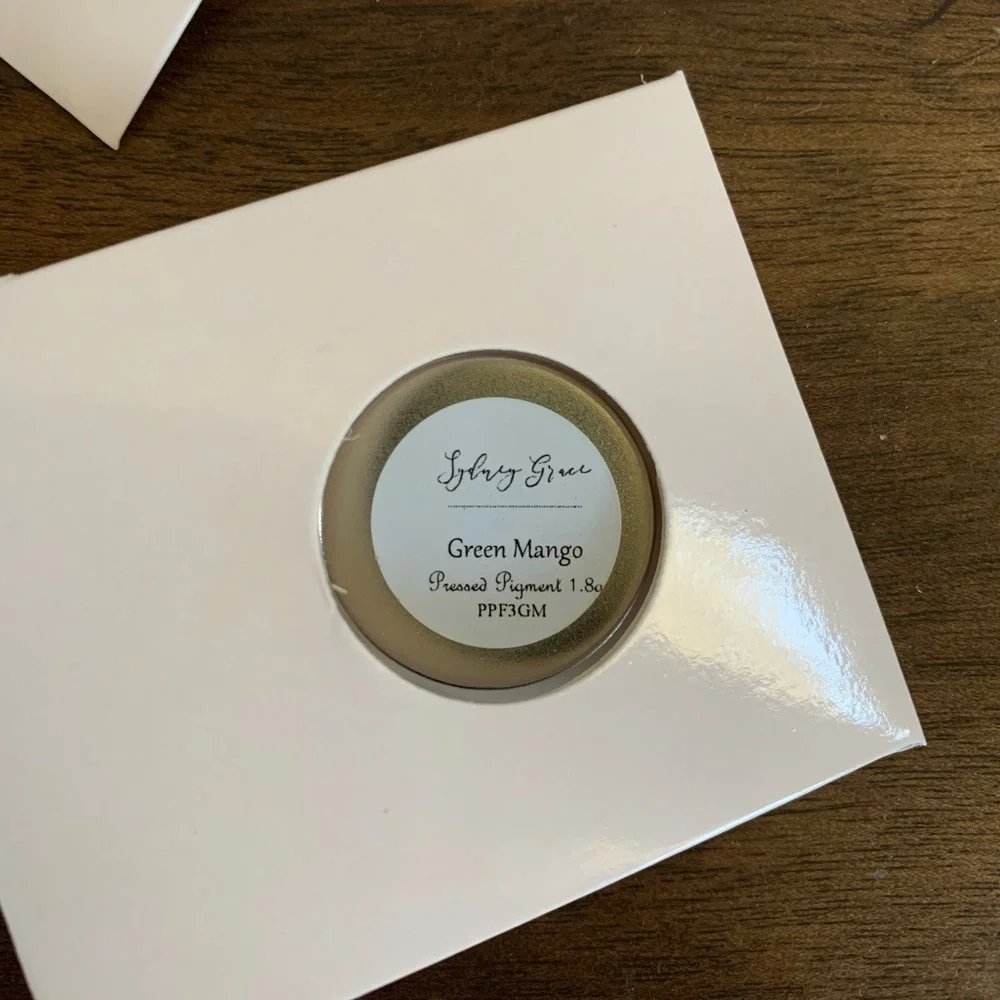 Sydney Grace
Green Mango
Pressed Pigment 1.8g
PPF3GM